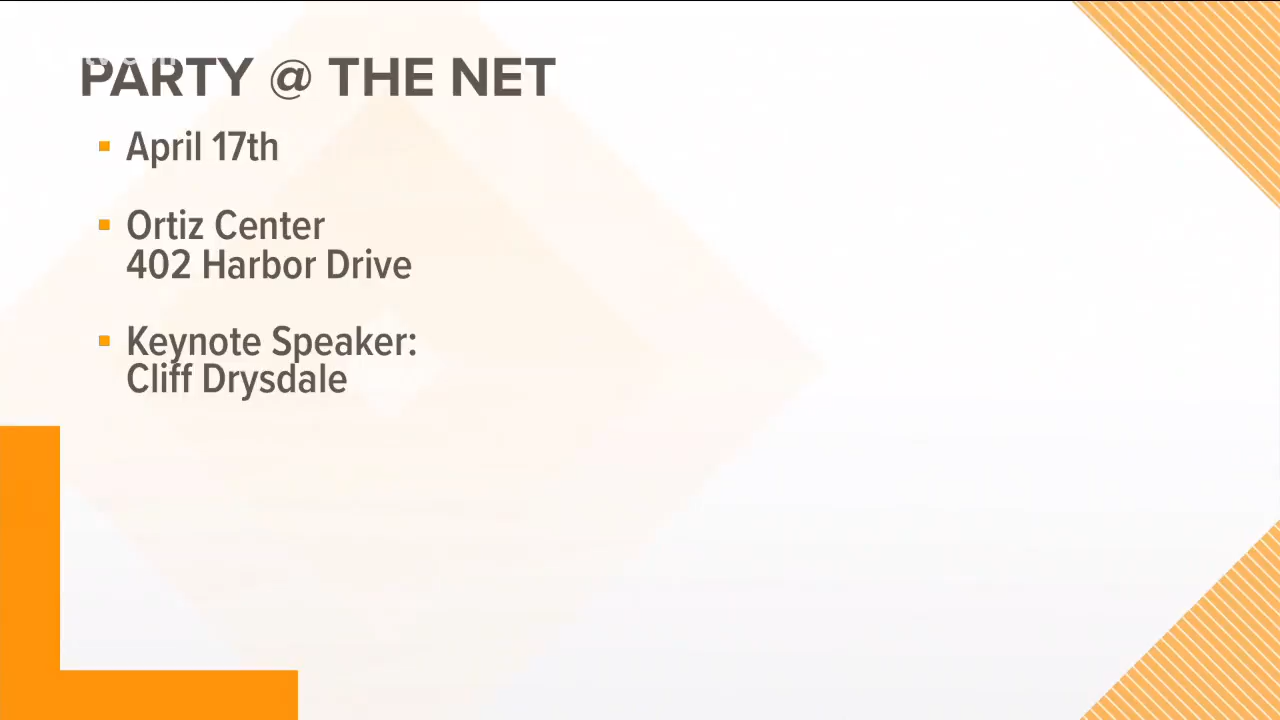 PARTY @ THE NET
April 17th
Ortiz Center
402 Harbor Drive
Keynote Speaker:
Cliff Drysdale